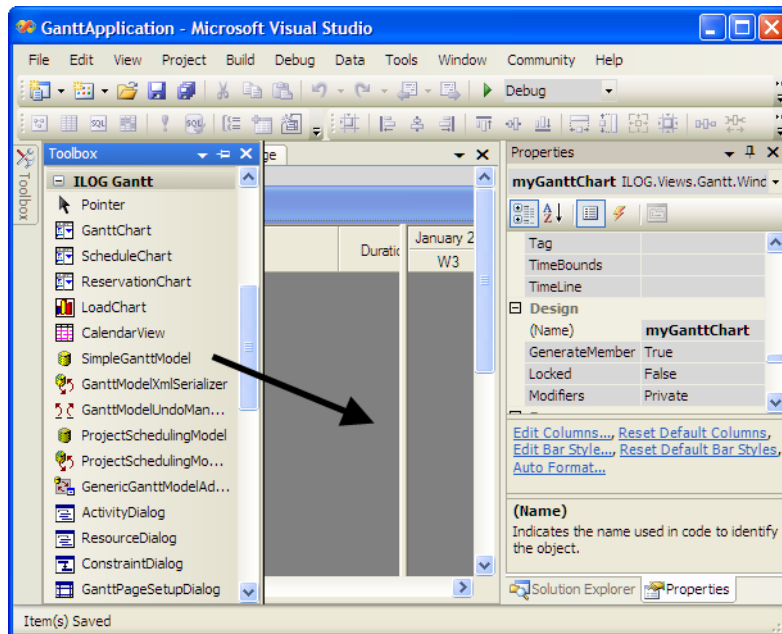 GanttApplication - Microsoft Visual Studio
File Edit View Project Build Debug Data Tools Window Community Help
Debug
SQL SQL
Toolbox
Toolbox
ge
ILOG Gantt
Pointer
GanttChart
ScheduleChart
ReservationChart
LoadChart
CalendarView
SimpleGanttModel
GanttModelXmlSerializer
GanttModelUndoMan...
ProjectSchedulingModel
ProjectSchedulingMo...
GenericGanttModelAd...
ActivityDialog
ResourceDialog
ConstraintDialog
GanttPageSetupDialog
Duratic
January 2
W3
Properties
myGanttChart ILOG.Views.Gantt.Wind
Tag
TimeBounds
TimeLine
Design
(Name) myGanttChart
GenerateMember True
Locked False
Modifiers Private
Edit Columns..., Reset Default Columns,
Edit Bar Style..., Reset Default Bar Styles,
Auto Format...
(Name)
Indicates the name used in code to identify
the object.
Solution Explorer Properties
Item(s) Saved